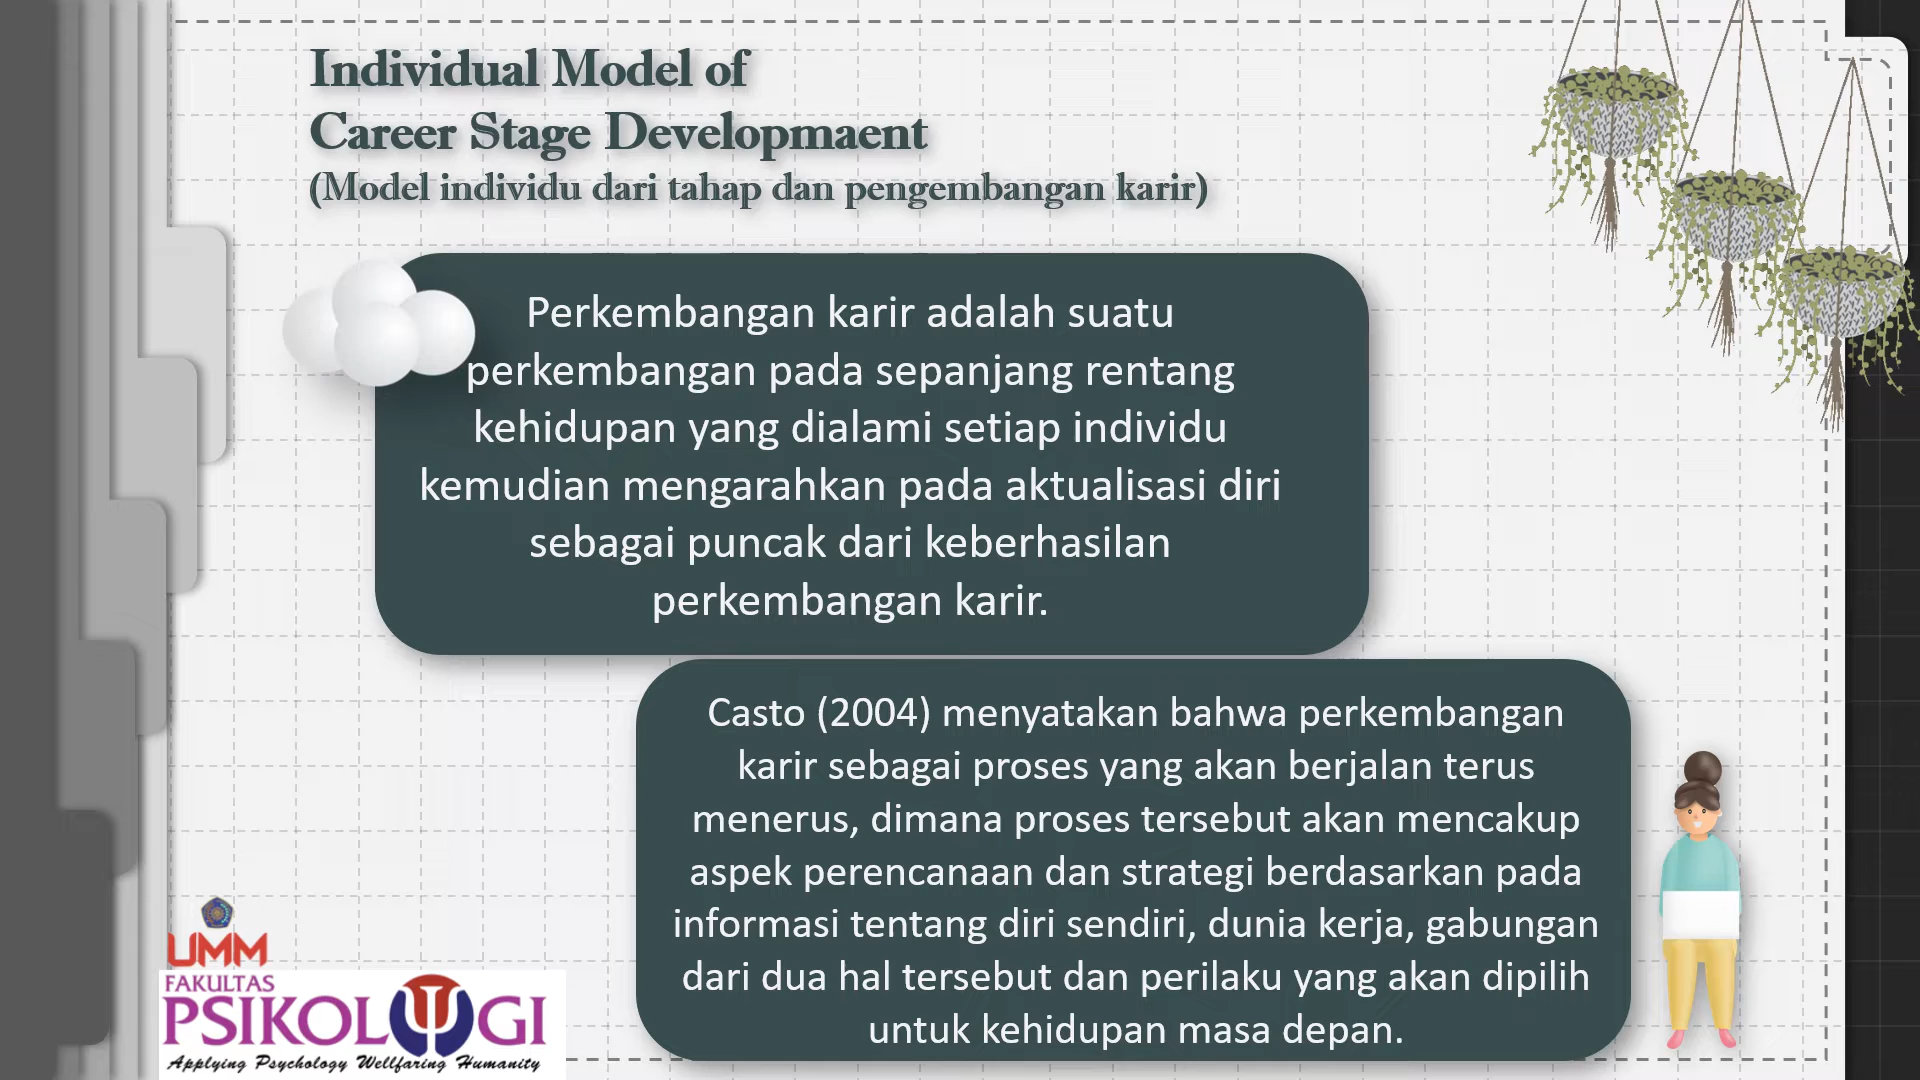 Individual Model of
Career Stage Developmaent
(Model individu dari tahap dan pengembangan karir)
Perkembangan karir adalah suatu
perkembangan pada sepanjang rentang
kehidupan yang dialami setiap individu
kemudian mengarahkan pada aktualisasi diri
sebagai puncak dari keberhasilan
perkembangan karir.
Casto (2004) menyatakan bahwa perkembangan
karir sebagai proses yang akan berjalan terus
menerus, dimana proses tersebut akan mencakup
aspek perencanaan dan strategi berdasarkan pada
informasi tentang diri sendiri, dunia kerja, gabungan
dari dua hal tersebut dan perilaku yang akan dipilih
untuk kehidupan masa depan.
UMM
FAKULTAS
PSIKOLOGI
Applying Psychology Wellfaring Humanity